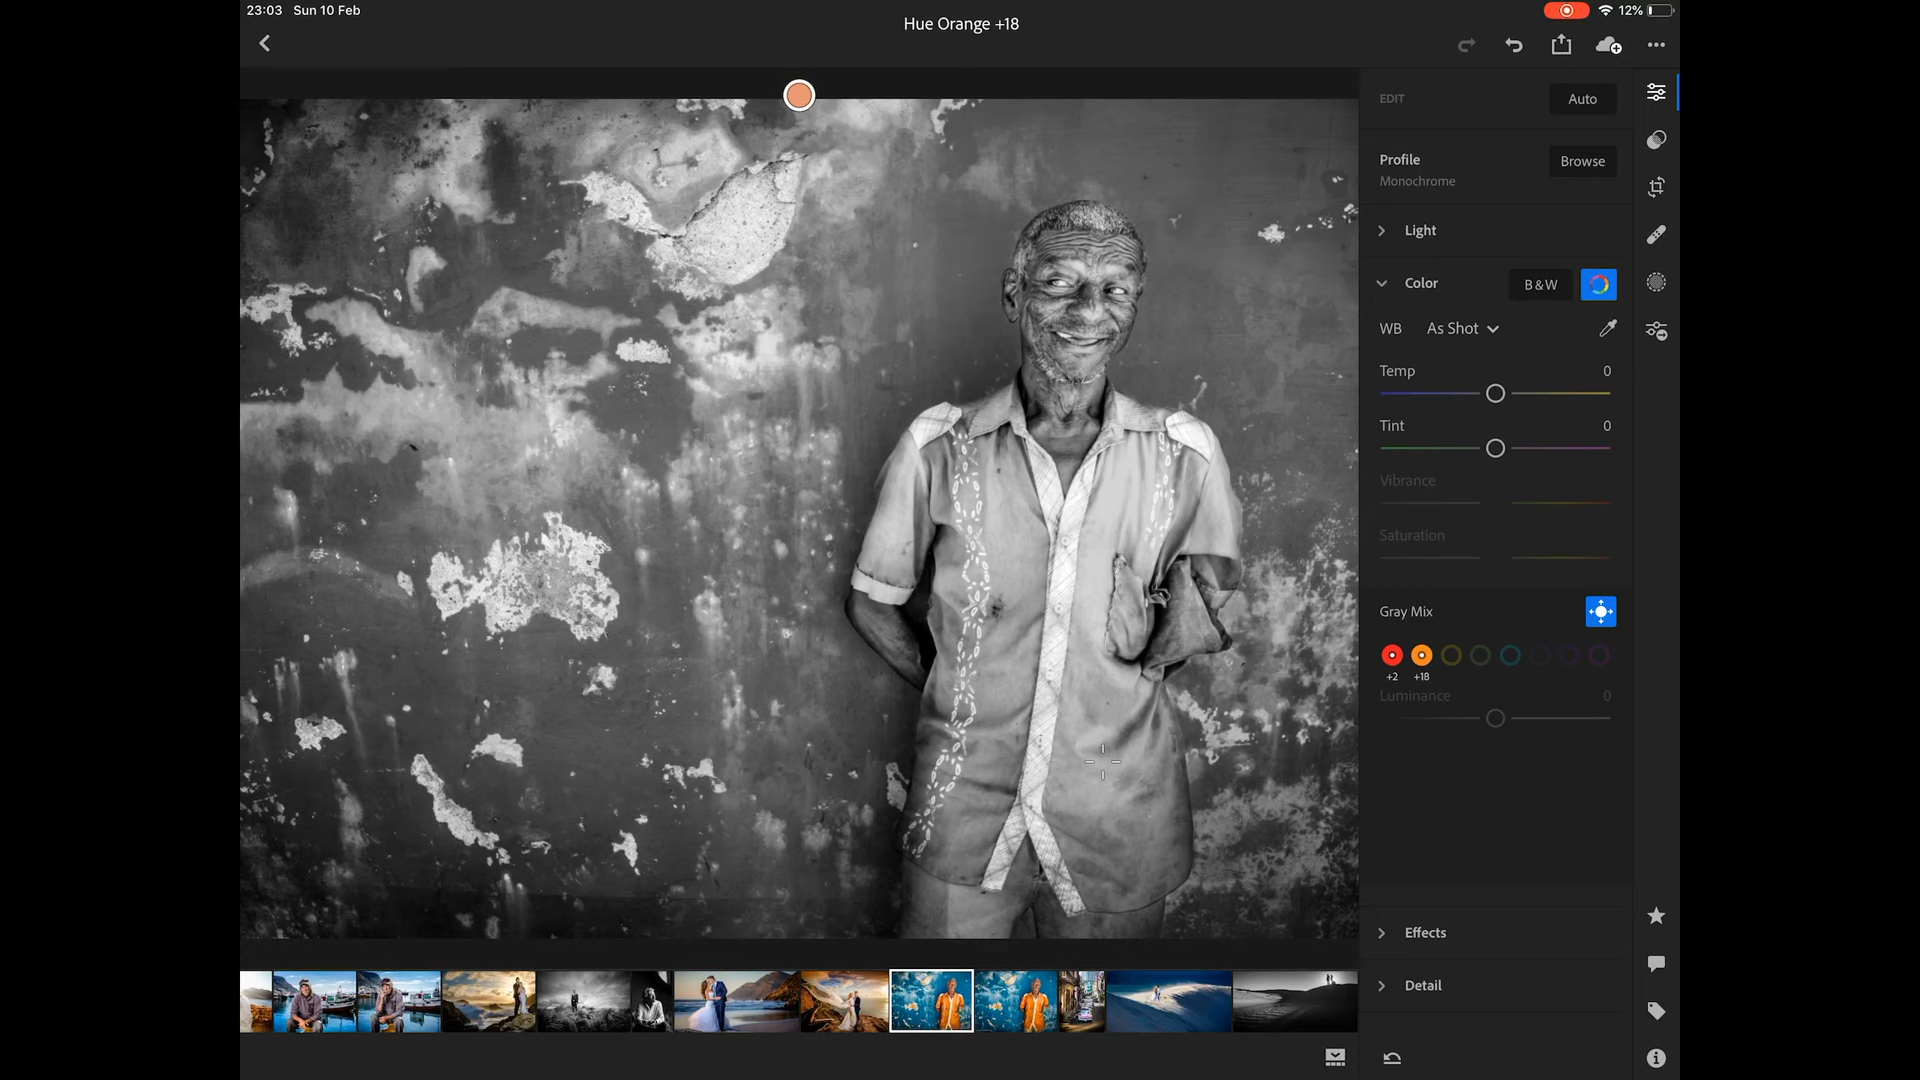 23:03 Sun 10 Feb
12%
Hue Orange +18
EDIT
Auto
Profile
Browse
Monochrome
Light
Color
B&W
WB As Shot
Temp 0
Tint 0
Vibrance
Saturation
Gray Mix
+2 +18
Luminance 0
Effects
Detail